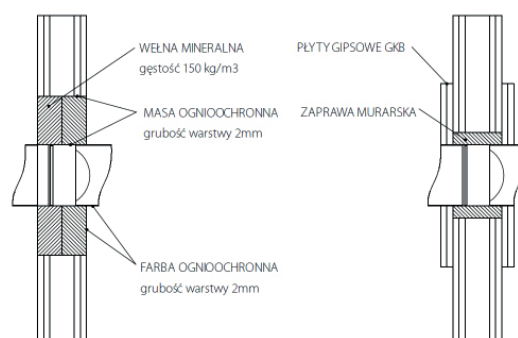 WEŁNA MINERALNA
gęstość 150 kg/m3
MASA OGNIOOCHRONNA
grubość warstwy 2mm
FARBA OGNIOOCHRONNA
grubość warstwy 2mm
PŁYTY GIPSOWE GKB
ZAPRAWA MURARSKA